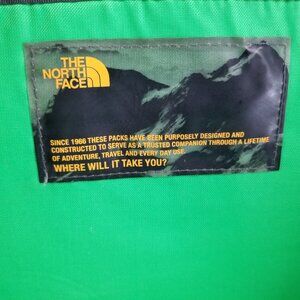 THE
NORTH
FACE
SINCE 1966 THESE PACKS HAVE BEEN PURPOSELY DESIGNED AND
CONSTRUCTED TO SERVE AS A TRUSTED COMPANION THROUGH A LIFETIME
OF ADVENTURE, TRAVEL AND EVERY DAY USE.
WHERE WILL IT TAKE YOU?